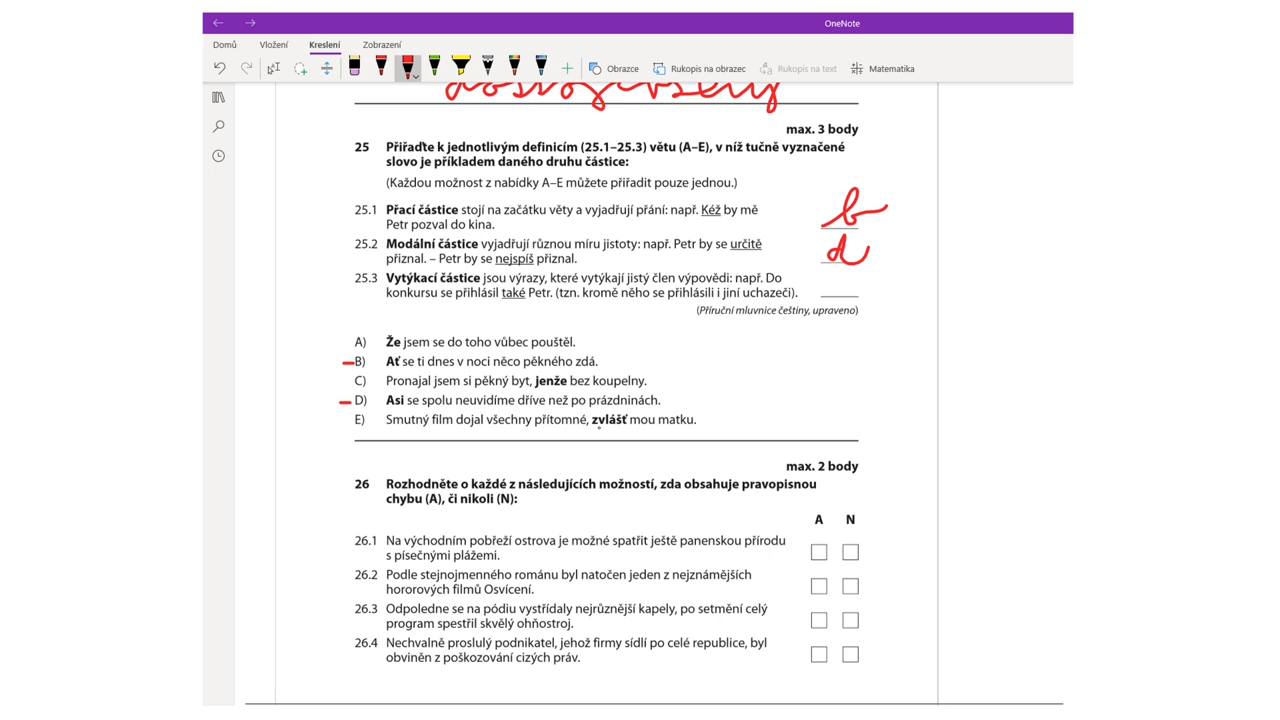 OneNote
Domů Vložení Kreslení Zobrazení
Obrazce Rukopis na obrazec Rukopis na text Matematika
max. 3 body
25 Přiřaďte k jednotlivým definicím (25.1–25.3) větu (A–E), v níž tučně vyznačené
slovo je příkladem daného druhu částice:
(Každou možnost z nabídky A–E můžete přiřadit pouze jednou.)
25.1 Přací částice stojí na začátku věty a vyjadřují přání: např. Kéž by mě b
Petr pozval do kina.
25.2 Modální částice vyjadřují různou míru jistoty: např. Petr by se určitě d
přiznal. – Petr by se nejspíš přiznal.
25.3 Vytýkací částice jsou výrazy, které vytýkají jistý člen výpovědi: např. Do
konkursu se přihlásil také Petr. (tzn. kromě něho se přihlásili i jiní uchazeči).
(Příruční mluvnice češtiny, upraveno)
A) Že jsem se do toho vůbec pouštěl.
B) Ať se ti dnes v noci něco pěkného zdá.
C) Pronajal jsem si pěkný byt, jenže bez koupelny.
D) Asi se spolu neuvidíme dříve než po prázdninách.
E) Smutný film dojal všechny přítomné, zvlášť mou matku.
max. 2 body
26 Rozhodněte o každé z následujících možností, zda obsahuje pravopisnou
chybu (A), či nikoli (N):
A N
26.1 Na východním pobřeží ostrova je možné spatřit ještě panenskou přírodu
s písečnými plážemi.
26.2 Podle stejnojmenného románu byl natočen jeden z nejznámějších
hororových filmů Osvícení.
26.3 Odpoledne se na pódiu vystřídaly nejrůznější kapely, po setmění celý
program spestřil skvělý ohňostroj.
26.4 Nechvalně proslulý podnikatel, jehož firmy sídlí po celé republice, byl
obviněn z poškozování cizých práv.